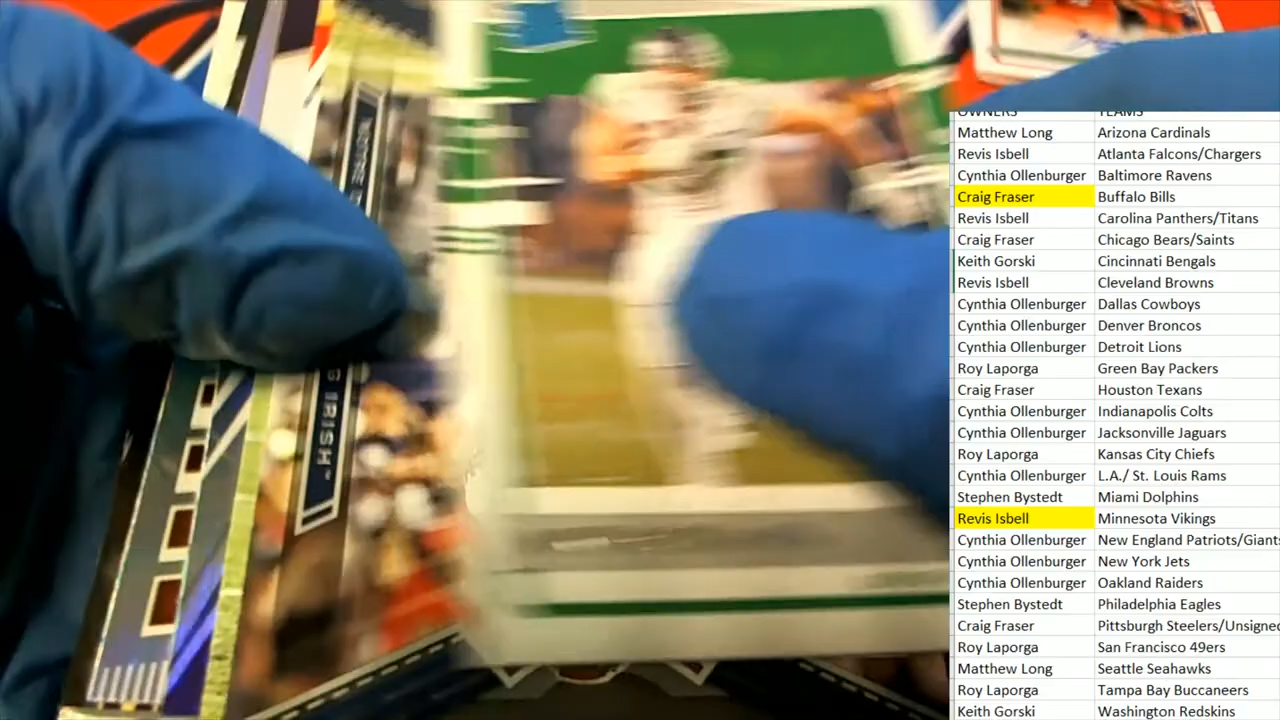 OWNERS TEAMS
Matthew Long Arizona Cardinals
Revis Isbell Atlanta Falcons/Chargers
Cynthia Ollenburger Baltimore Ravens
Craig Fraser Buffalo Bills
Revis Isbell Carolina Panthers/Titans
Craig Fraser Chicago Bears/Saints
Keith Gorski Cincinnati Bengals
Revis Isbell Cleveland Browns
Cynthia Ollenburger Dallas Cowboys
Cynthia Ollenburger Denver Broncos
Cynthia Ollenburger Detroit Lions
Roy Laporga Green Bay Packers
Craig Fraser Houston Texans
Cynthia Ollenburger Indianapolis Colts
Cynthia Ollenburger Jacksonville Jaguars
Roy Laporga Kansas City Chiefs
Cynthia Ollenburger L.A./ St. Louis Rams
Stephen Bystedt Miami Dolphins
Revis Isbell Minnesota Vikings
Cynthia Ollenburger New England Patriots/Giants
Cynthia Ollenburger New York Jets
Cynthia Ollenburger Oakland Raiders
Stephen Bystedt Philadelphia Eagles
Craig Fraser Pittsburgh Steelers/Unsigned
Roy Laporga San Francisco 49ers
Matthew Long Seattle Seahawks
Roy Laporga Tampa Bay Buccaneers
Keith Gorski Washington Redskins
IRISH